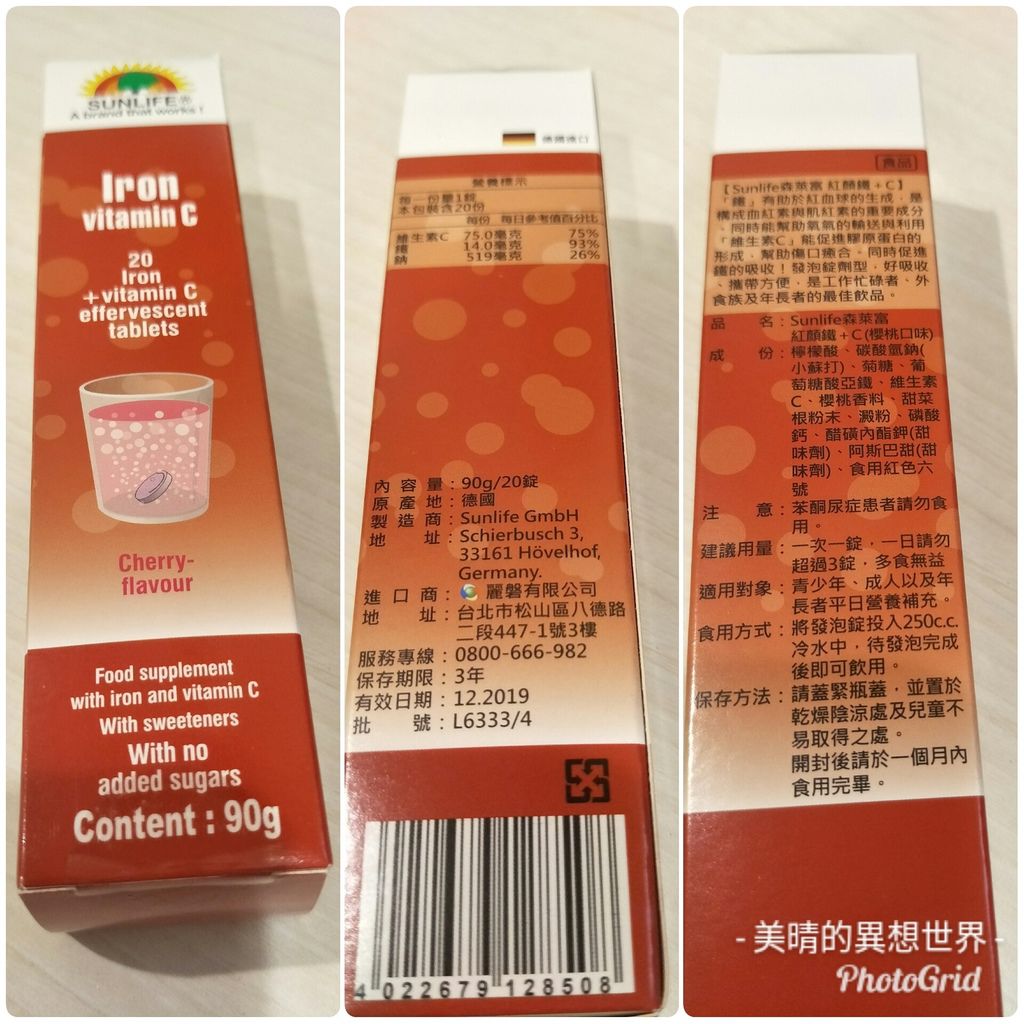 SUNLIFE®
A brand that works!
Iron
vitamin C
20
Iron
+ vitamin C
effervescent
tablets
Cherry-
flavour
Food supplement
with iron and vitamin C
With sweeteners
With no
added sugars
Content : 90g
德國進口
營養標示
每一份量1錠
本包裝含20份
每份 每日參考值百分比
維生素C 75.0毫克 75%
鐵 14.0毫克 93%
鈉 519毫克 26%
內容量：90g/20錠
原產地：德國
製造商：Sunlife GmbH
地址：Schierbusch 3,
33161 Hövelhof,
Germany.
進口商：麗磐有限公司
地址：台北市松山區八德路
二段447-1號3樓
服務專線：0800-666-982
保存期限：3年
有效日期：12.2019
批號：L6333/4
4 022679 128508
食品
【Sunlife森萊富 紅顏鐵+C】
「鐵」有助於紅血球的生成，是
構成血紅素與肌紅素的重要成分
，同時能幫助氧氣的輸送與利用
「維生素C」能促進膠原蛋白的
形成，幫助傷口癒合。同時促進
鐵的吸收！發泡錠劑型，好吸收
、攜帶方便，是工作忙碌者、外
食族及年長者的最佳飲品。
品名：Sunlife森萊富
紅顏鐵+C(櫻桃口味)
成份：檸檬酸、碳酸氫鈉(
小蘇打)、菊糖、葡
萄糖酸亞鐵、維生素
C、櫻桃香料、甜菜
根粉末、澱粉、磷酸
鈣、醋磺內酯鉀(甜
味劑)、阿斯巴甜(甜
味劑)、食用紅色六
號
注意：苯酮尿症患者請勿食
用。
建議用量：一次一錠，一日請勿
超過3錠，多食無益
適用對象：青少年、成人以及年
長者平日營養補充。
食用方式：將發泡錠投入250c.c.
冷水中，待發泡完成
後即可飲用。
保存方法：請蓋緊瓶蓋，並置於
乾燥陰涼處及兒童不
易取得之處。
開封後請於一個月內
食用完畢。
- 美晴的異想世界 -
PhotoGrid